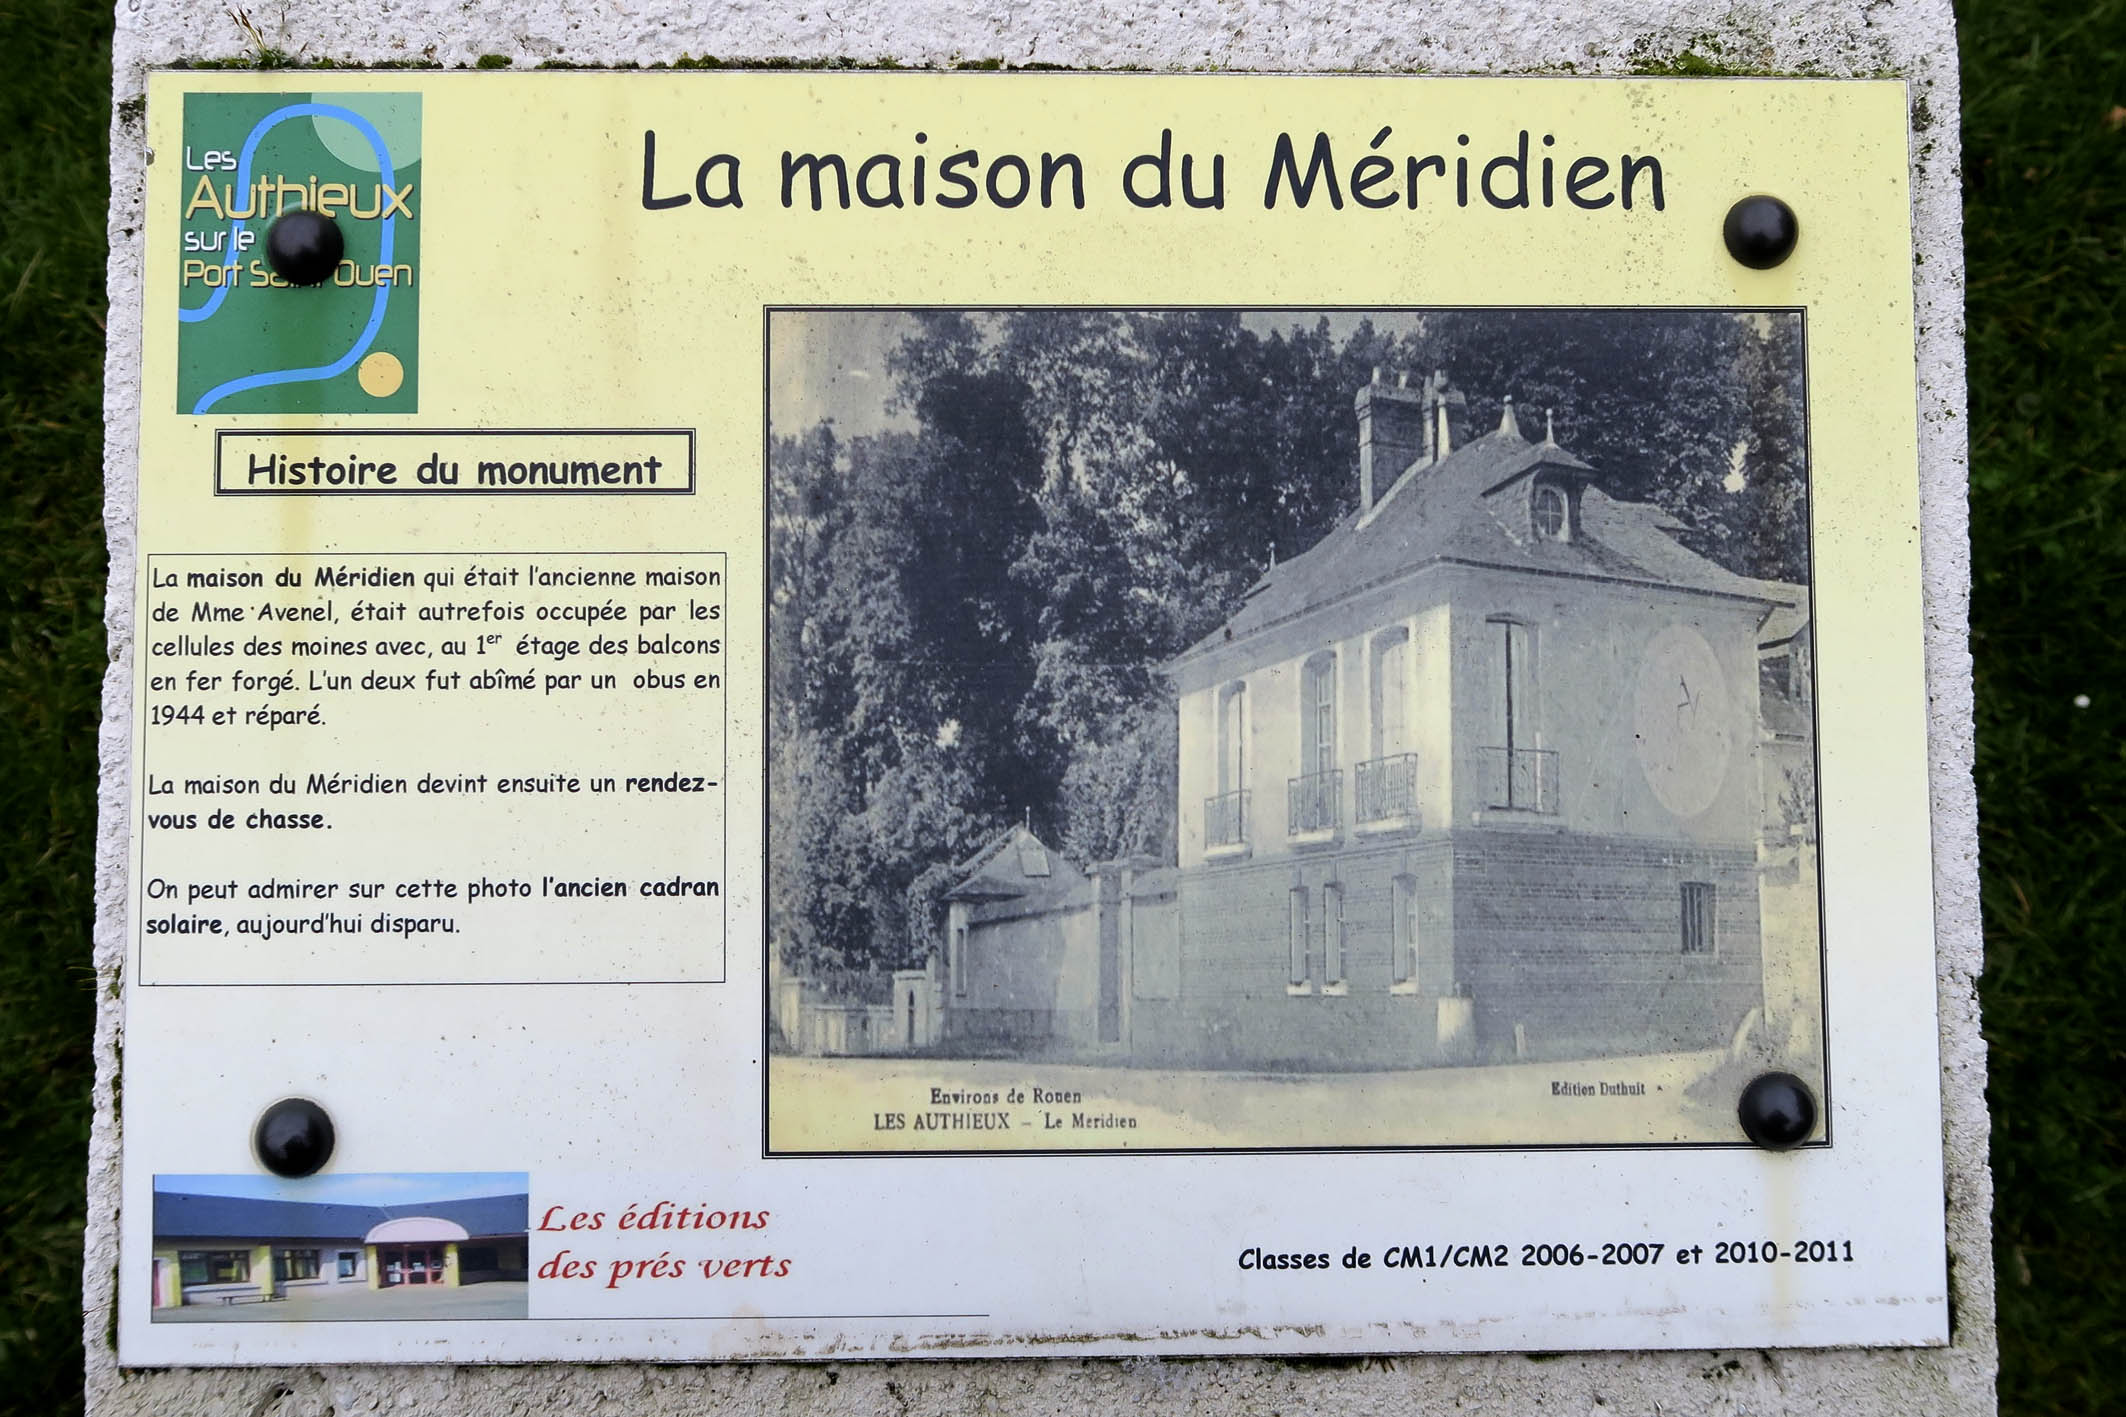 Les
Authieux
sur le
Port Saint Ouen
La maison du Méridien
Histoire du monument
La maison du Méridien qui était l'ancienne maison
de Mme Avenel, était autrefois occupée par les
cellules des moines avec, au 1er étage des balcons
en fer forgé. L'un deux fut abîmé par un obus en
1944 et réparé.
La maison du Méridien devint ensuite un rendez-
vous de chasse.
On peut admirer sur cette photo l'ancien cadran
solaire, aujourd'hui disparu.
Environs de Rouen
LES AUTHIEUX – Le Meridien
Edition Duthuit
Les éditions
des prés verts
Classes de CM1/CM2 2006-2007 et 2010-2011